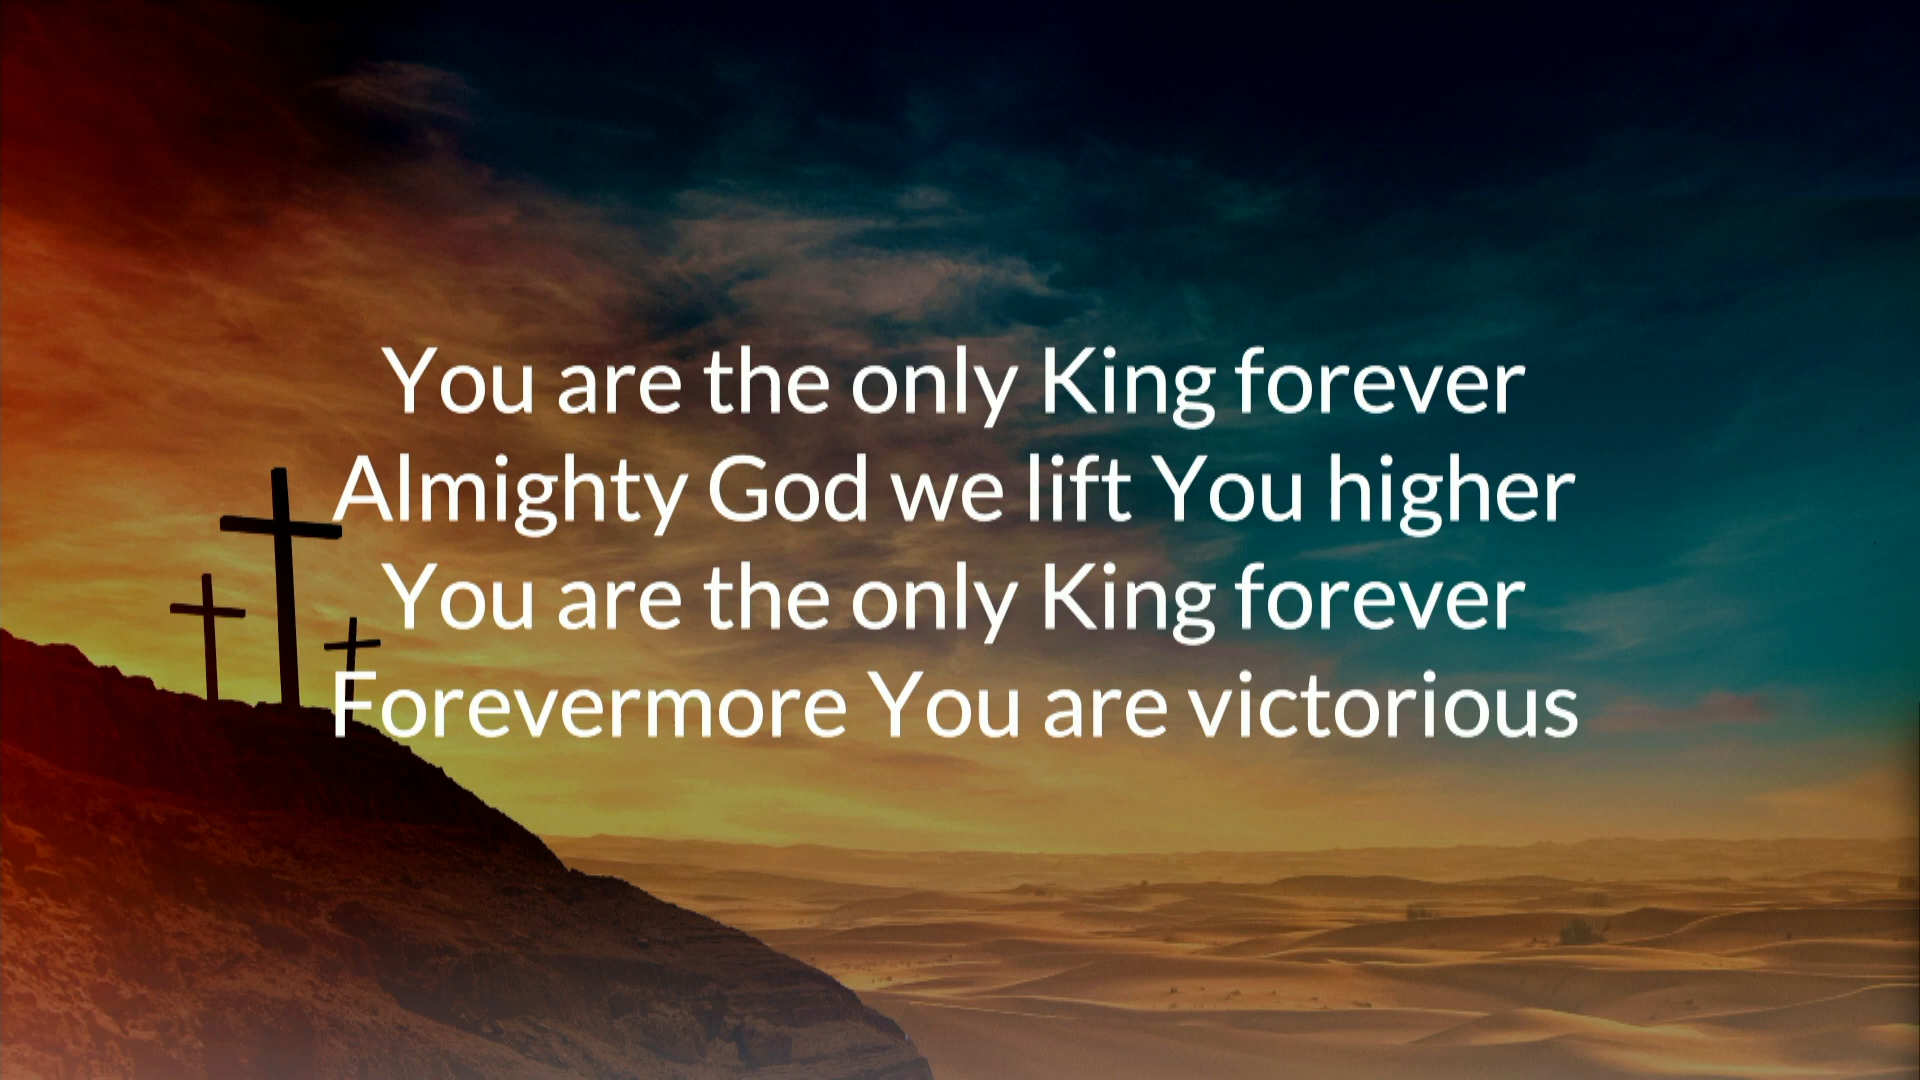 You are the only King forever
Almighty God we lift You higher
You are the only King forever
Forevermore You are victorious